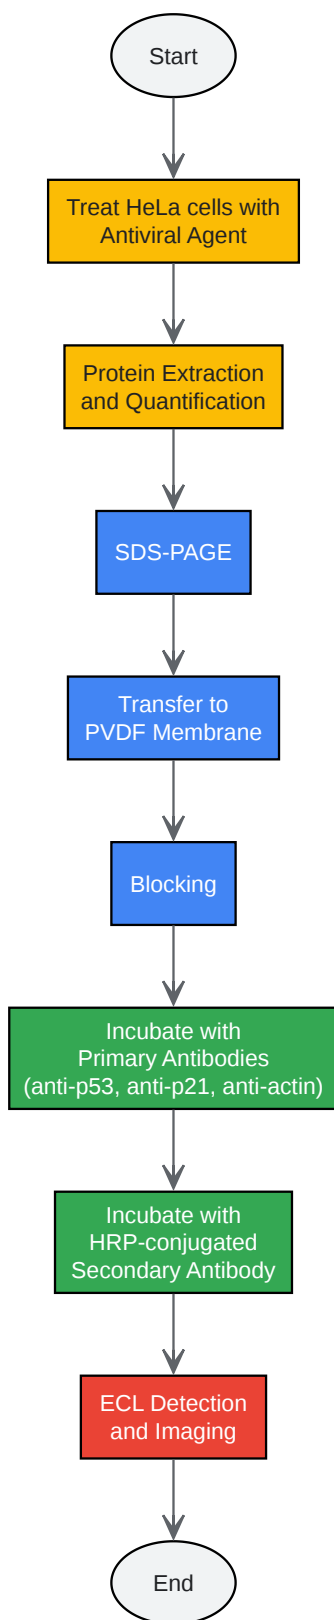 Start
Treat HeLa cells with
Antiviral Agent
Protein Extraction
and Quantification
SDS-PAGE
Transfer to
PVDF Membrane
Blocking
Incubate with
Primary Antibodies
(anti-p53, anti-p21, anti-actin)
Incubate with
HRP-conjugated
Secondary Antibody
ECL Detection
and Imaging
End